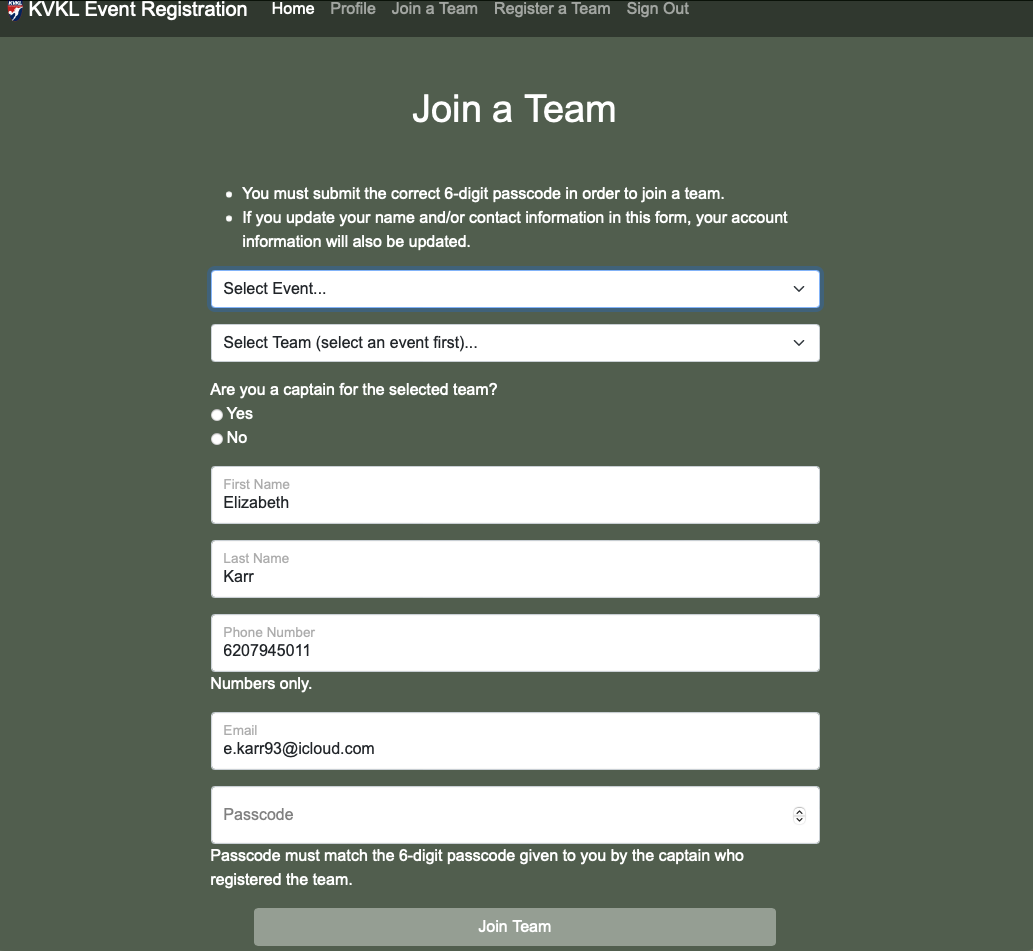 KVKL Event Registration Home Profile Join a Team Register a Team Sign Out
Join a Team
• You must submit the correct 6-digit passcode in order to join a team.
• If you update your name and/or contact information in this form, your account
information will also be updated.
Select Event...
Select Team (select an event first)...
Are you a captain for the selected team?
Yes
No
First Name
Elizabeth
Last Name
Karr
Phone Number
6207945011
Numbers only.
Email
e.karr93@icloud.com
Passcode
Passcode must match the 6-digit passcode given to you by the captain who
registered the team.
Join Team